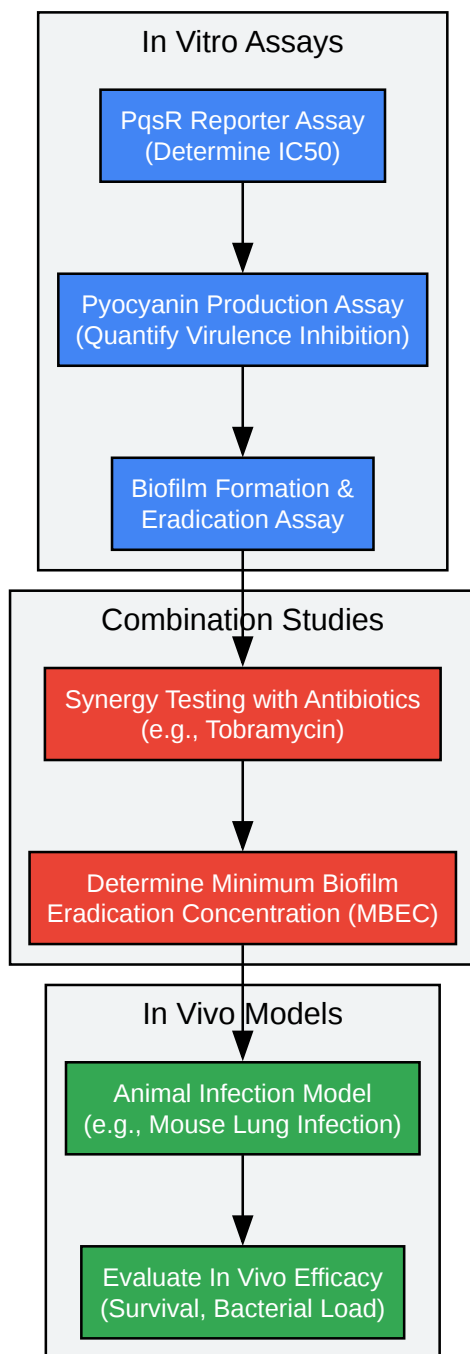 In Vitro Assays
PqsR Reporter Assay
(Determine IC50)
Pyocyanin Production Assay
(Quantify Virulence Inhibition)
Biofilm Formation &
Eradication Assay
Combination Studies
Synergy Testing with Antibiotics
(e.g., Tobramycin)
Determine Minimum Biofilm
Eradication Concentration (MBEC)
In Vivo Models
Animal Infection Model
(e.g., Mouse Lung Infection)
Evaluate In Vivo Efficacy
(Survival, Bacterial Load)